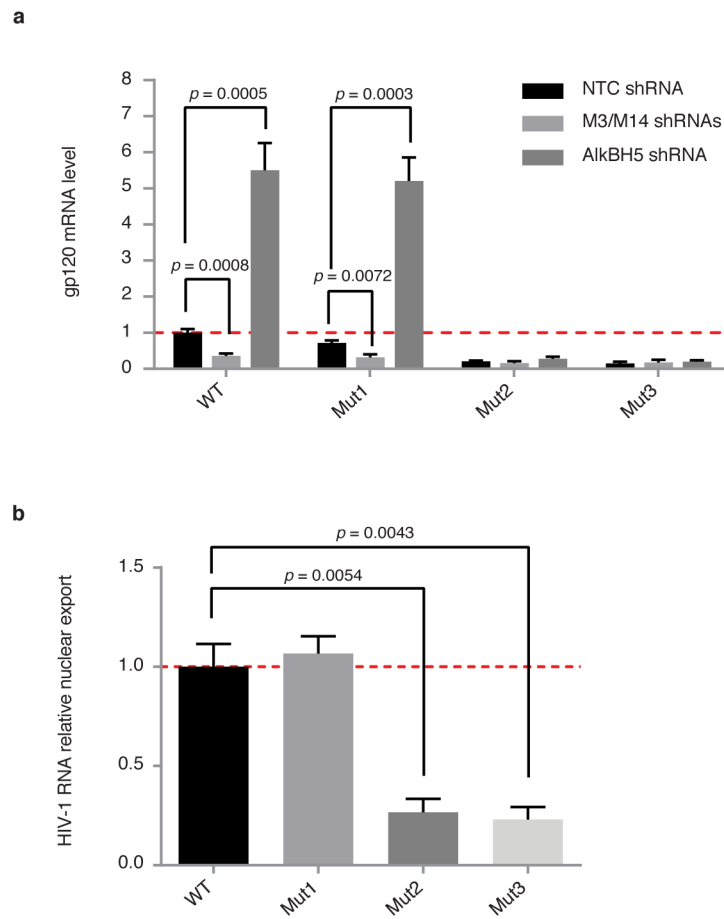 a
gp120 mRNA level
8
7
6
5
4
3
2
1
0
p = 0.0005
p = 0.0003
p = 0.0008
p = 0.0072
NTC shRNA
M3/M14 shRNAs
AlkBH5 shRNA
WT
Mut1
Mut2
Mut3
b
HIV-1 RNA relative nuclear export
1.5
1.0
0.5
0.0
p = 0.0043
p = 0.0054
WT
Mut1
Mut2
Mut3